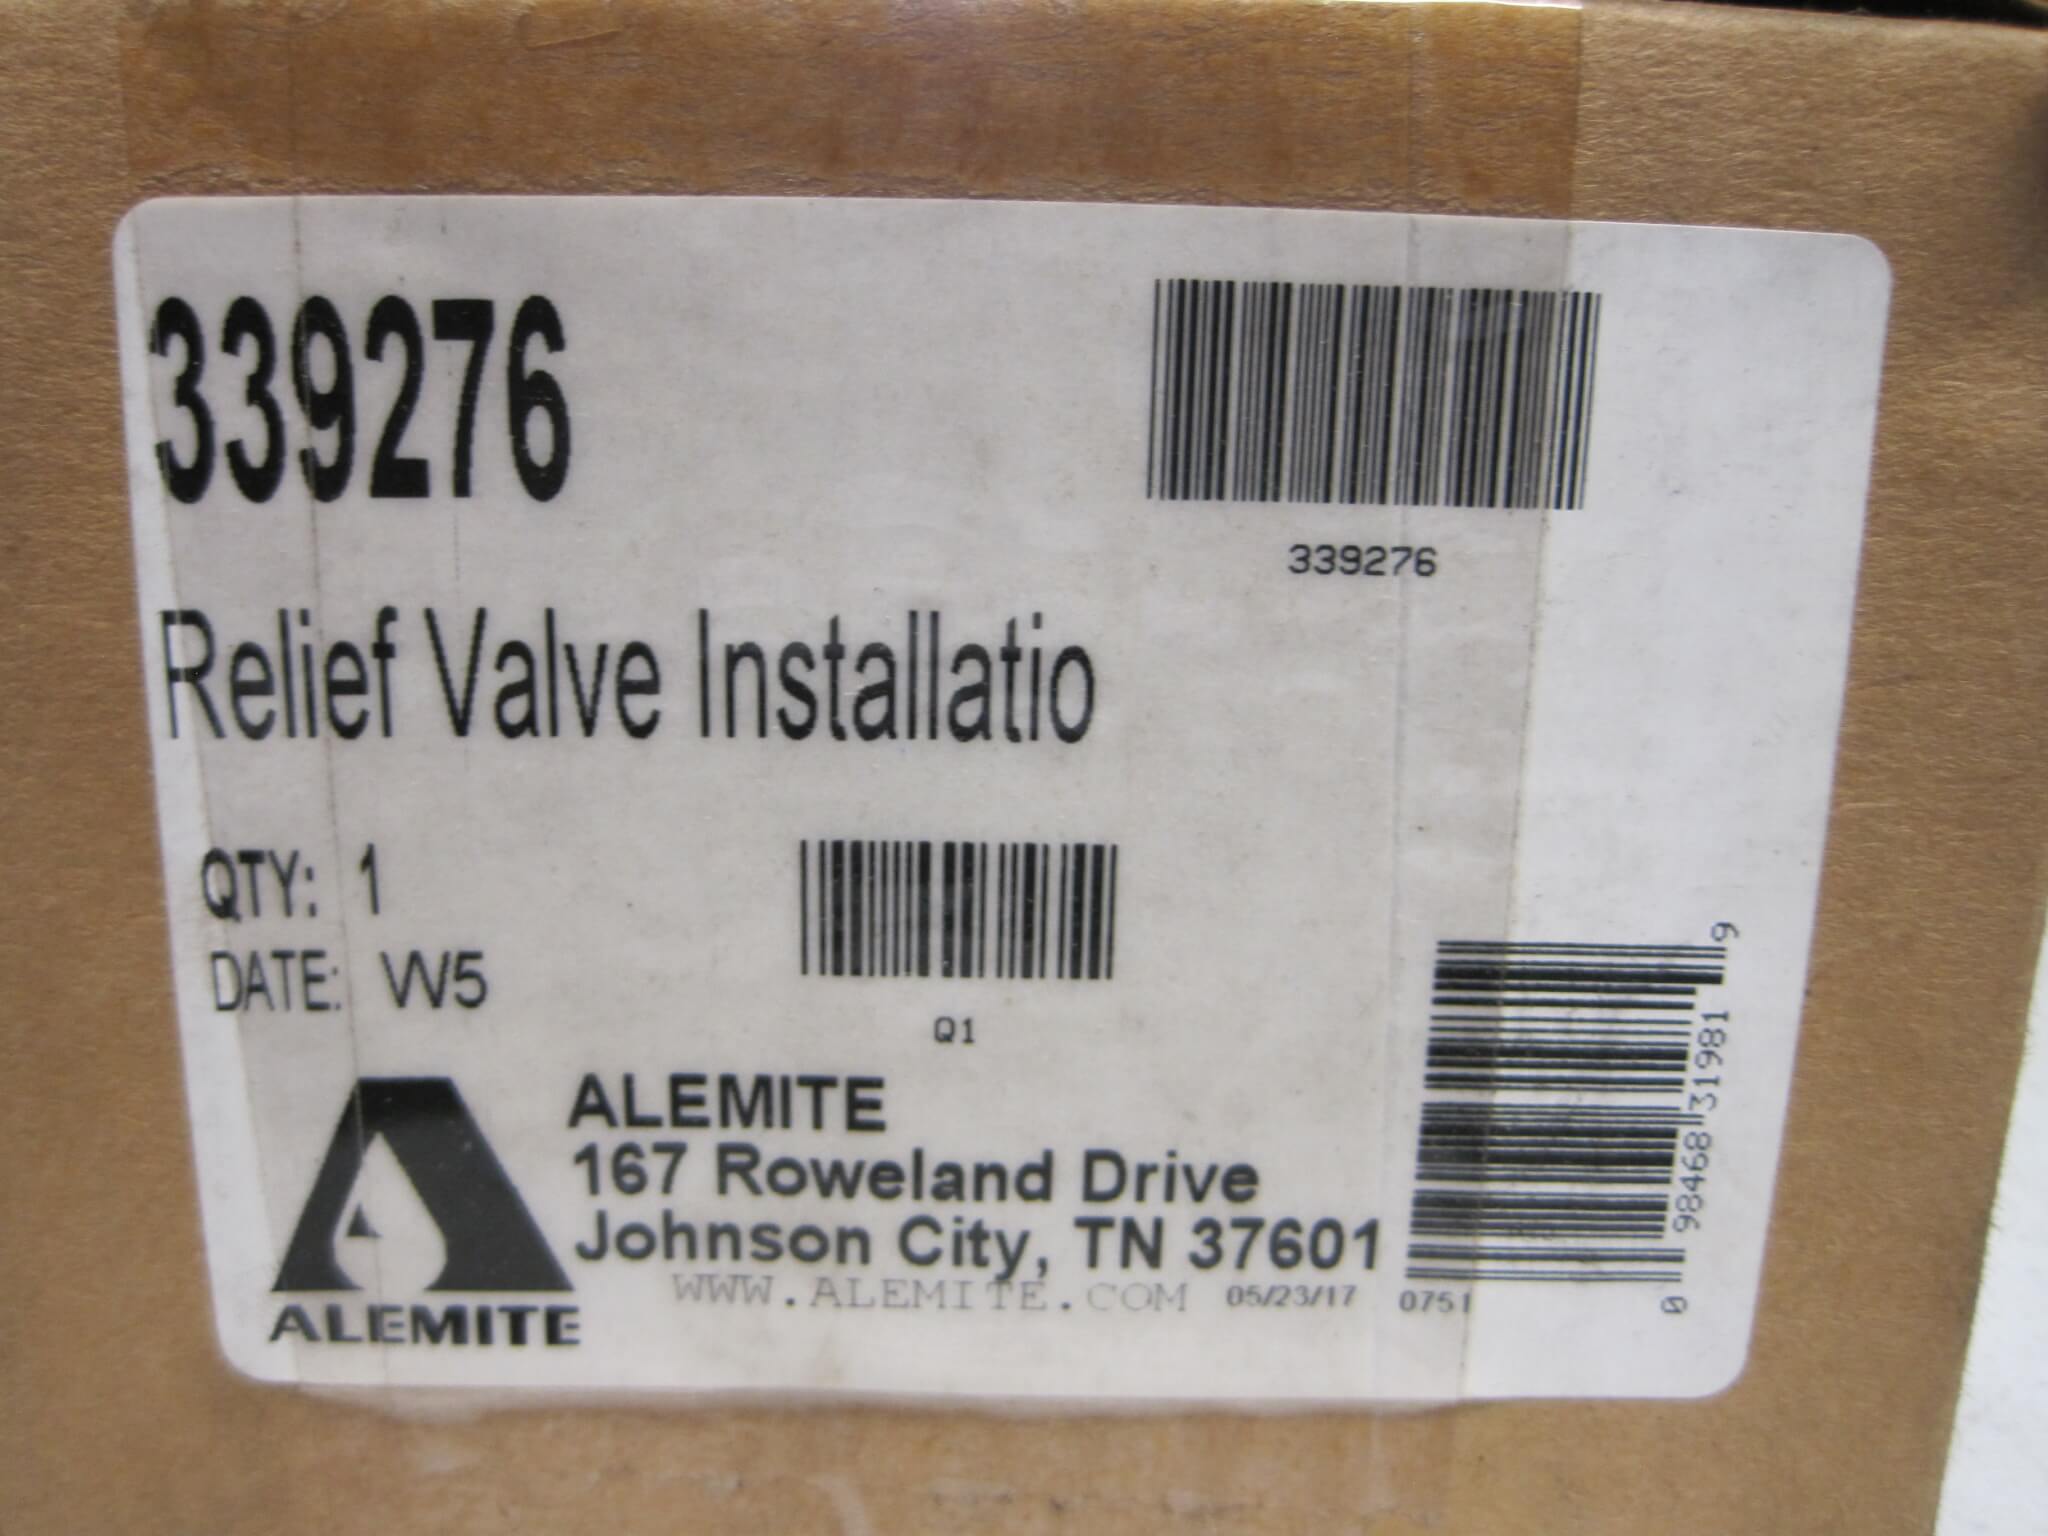 339276
339276
Relief Valve Installatio
QTY: 1
DATE: W5
Q1
ALEMITE
167 Roweland Drive
Johnson City, TN 37601
WWW.ALEMITE.COM 05/23/17 0751
ALEMITE
0 98468 31981 9